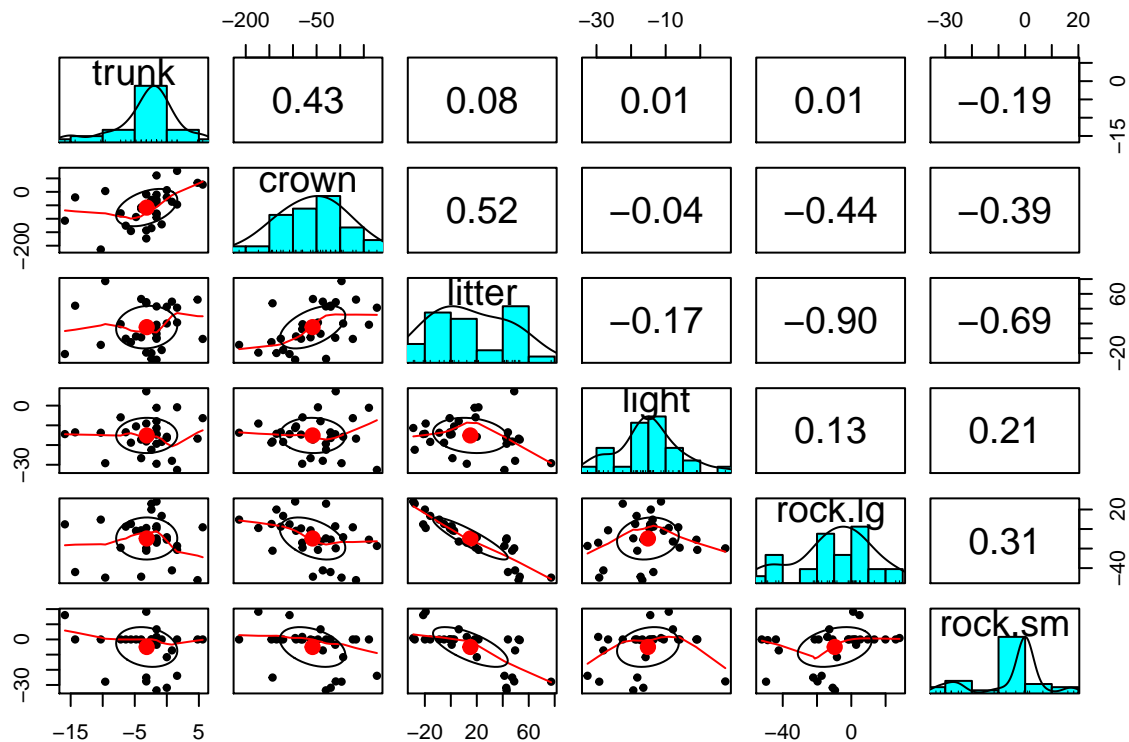 −200 −50 −30 −10 −30 0 20
trunk 0.43 0.08 0.01 0.01 −0.19 −15 0
−200 0 crown 0.52 −0.04 −0.44 −0.39
litter −0.17 −0.90 −0.69 −20 60
−30 0 light 0.13 0.21
rock.lg 0.31 −40 20
−30 0 rock.sm
−15 −5 5 −20 20 60 −40 0